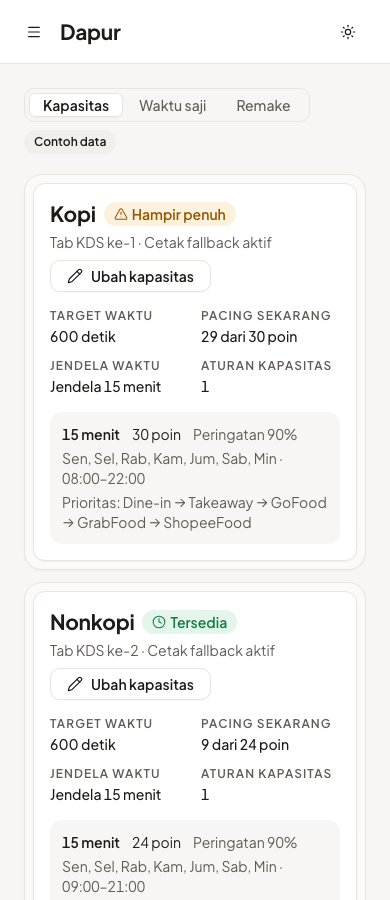 Dapur
Kapasitas
Waktu saji
Remake
Contoh data
Kopi
Hampir penuh
Tab KDS ke-1 · Cetak fallback aktif
Ubah kapasitas
TARGET WAKTU
PACING SEKARANG
600 detik
29 dari 30 poin
JENDELA WAKTU
ATURAN KAPASITAS
Jendela 15 menit
1
15 menit 30 poin Peringatan 90%
Sen, Sel, Rab, Kam, Jum, Sab, Min ·
08:00–22:00
Prioritas: Dine-in → Takeaway → GoFood
→ GrabFood → ShopeeFood
Nonkopi
Tersedia
Tab KDS ke-2 · Cetak fallback aktif
Ubah kapasitas
TARGET WAKTU
PACING SEKARANG
600 detik
9 dari 24 poin
JENDELA WAKTU
ATURAN KAPASITAS
Jendela 15 menit
1
15 menit 24 poin Peringatan 90%
Sen, Sel, Rab, Kam, Jum, Sab, Min ·
09:00–21:00